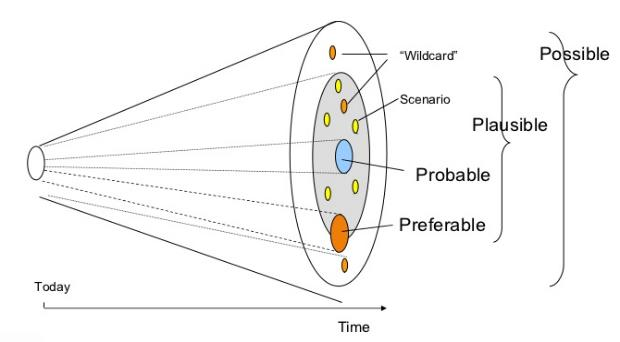 Possible
“Wildcard”
Scenario
Plausible
Probable
Preferable
Today
Time